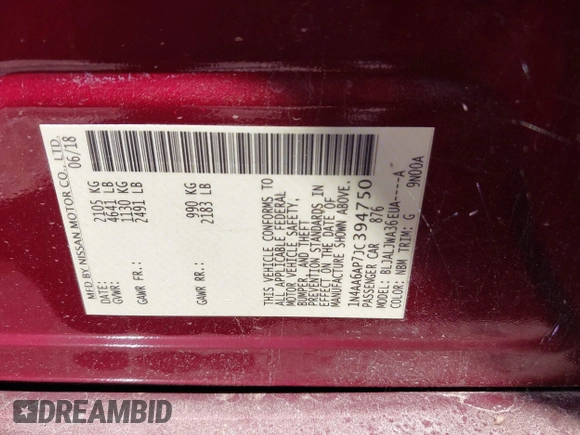 MFD BY NISSAN MOTOR CO., LTD.
DATE: 06/18
GVWR: 2105 KG
4641 LB
GAWR FR: 1130 KG
2491 LB
GAWR RR: 990 KG
2183 LB
THIS VEHICLE CONFORMS TO
ALL APPLICABLE FEDERAL
MOTOR VEHICLE SAFETY,
BUMPER, AND THEFT
PREVENTION STANDARDS IN
EFFECT ON THE DATE OF
MANUFACTURE SHOWN ABOVE.
1N4AA6AP7JC394750
PASSENGER CAR 876
MODEL: BLJALJWA36EUA----A
COLOR: NBM TRIM: G 9N00A
DREAMBID